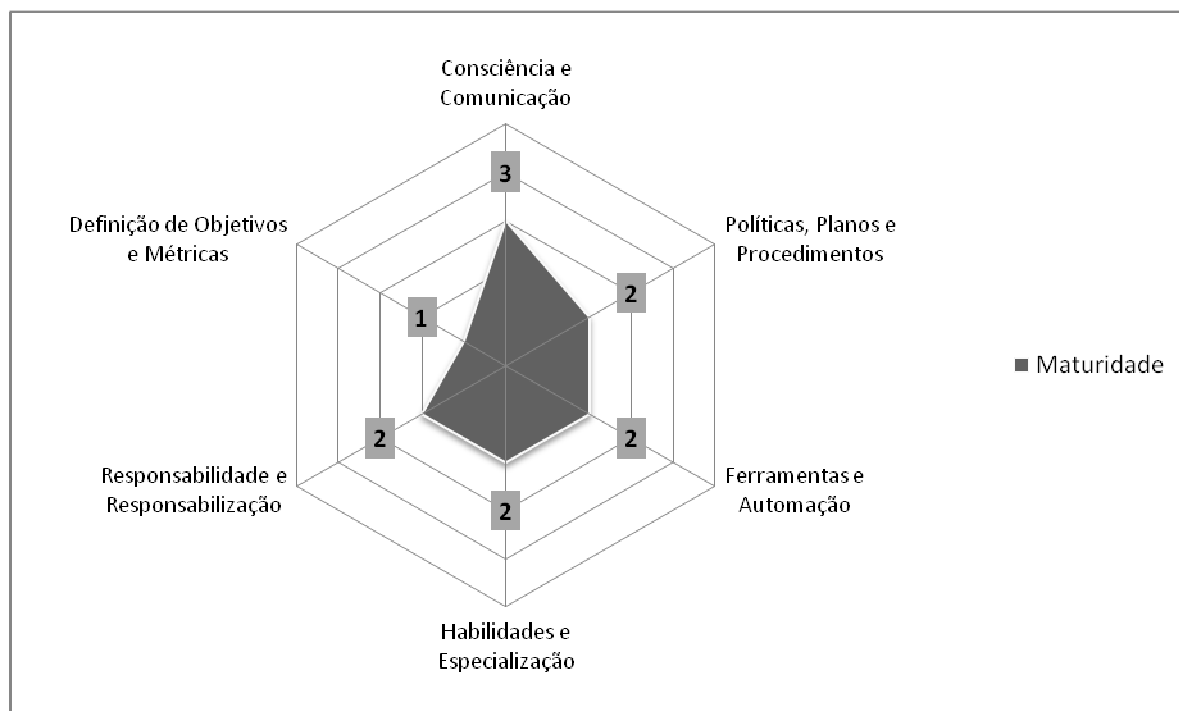 Consciência e
Comunicação
3
Definição de Objetivos
e Métricas
Políticas, Planos e
Procedimentos
2
1
Maturidade
2
2
Responsabilidade e
Responsabilização
Ferramentas e
Automação
2
Habilidades e
Especialização